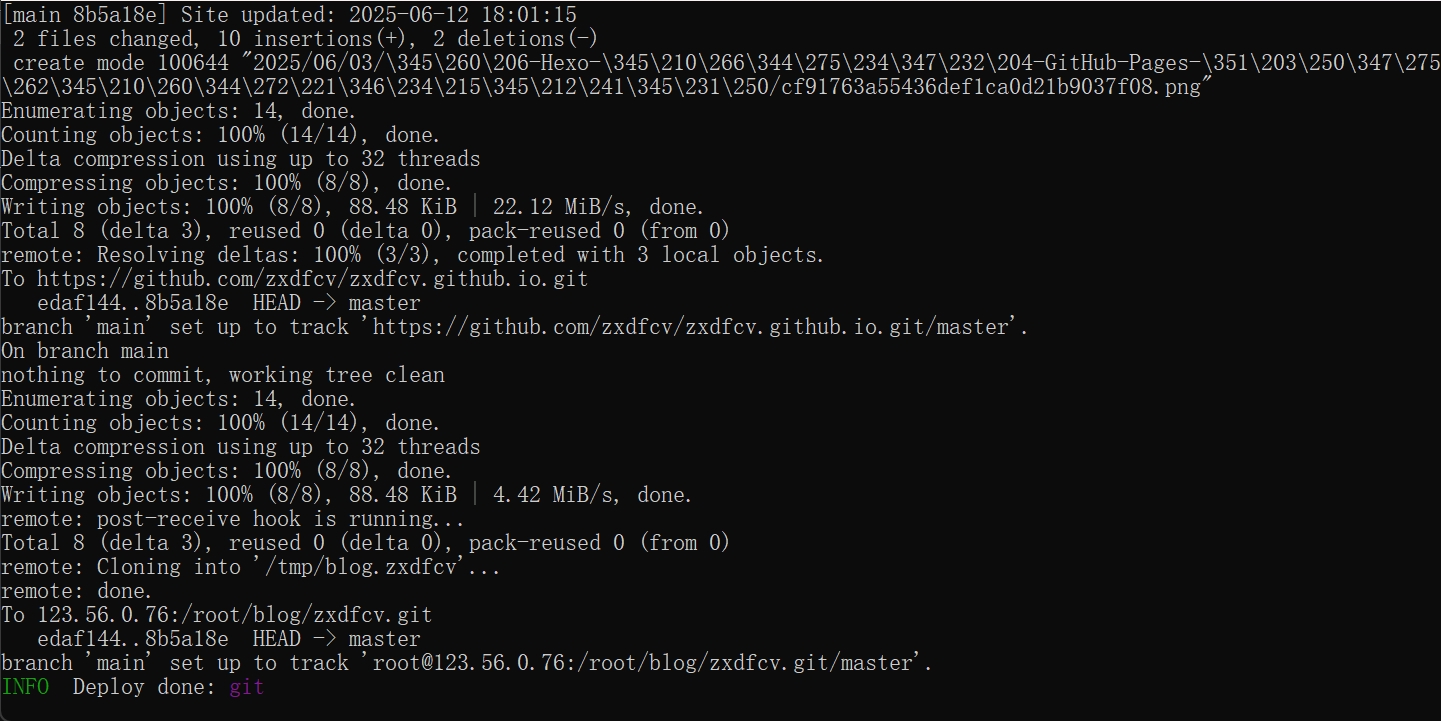 [main 8b5a18e] Site updated: 2025-06-12 18:01:15
 2 files changed, 10 insertions(+), 2 deletions(-)
 create mode 100644 "2025/06/03/\345\260\206-Hexo-\345\210\266\344\275\234\347\232\204-GitHub-Pages-\351\203\250\347\275
\262\345\210\260\344\272\221\346\234\215\345\212\241\345\231\250/cf91763a55436def1ca0d21b9037f08.png"
Enumerating objects: 14, done.
Counting objects: 100% (14/14), done.
Delta compression using up to 32 threads
Compressing objects: 100% (8/8), done.
Writing objects: 100% (8/8), 88.48 KiB | 22.12 MiB/s, done.
Total 8 (delta 3), reused 0 (delta 0), pack-reused 0 (from 0)
remote: Resolving deltas: 100% (3/3), completed with 3 local objects.
To https://github.com/zxdfcv/zxdfcv.github.io.git
   edaf144..8b5a18e  HEAD -> master
branch 'main' set up to track 'https://github.com/zxdfcv/zxdfcv.github.io.git/master'.
On branch main
nothing to commit, working tree clean
Enumerating objects: 14, done.
Counting objects: 100% (14/14), done.
Delta compression using up to 32 threads
Compressing objects: 100% (8/8), done.
Writing objects: 100% (8/8), 88.48 KiB | 4.42 MiB/s, done.
remote: post-receive hook is running...
Total 8 (delta 3), reused 0 (delta 0), pack-reused 0 (from 0)
remote: Cloning into '/tmp/blog.zxdfcv'...
remote: done.
To 123.56.0.76:/root/blog/zxdfcv.git
   edaf144..8b5a18e  HEAD -> master
branch 'main' set up to track 'root@123.56.0.76:/root/blog/zxdfcv.git/master'.
INFO  Deploy done: git